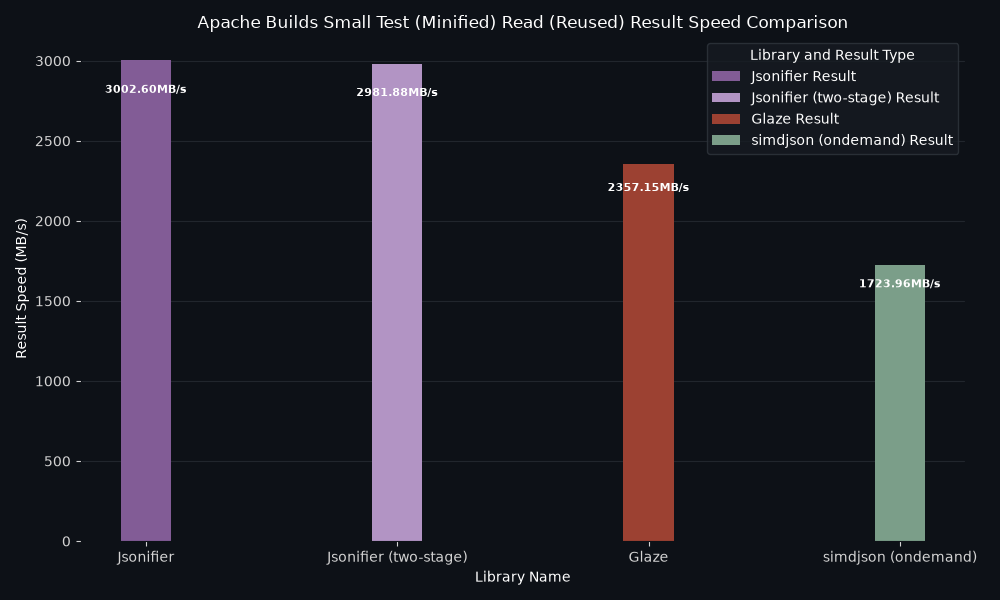 Apache Builds Small Test (Minified) Read (Reused) Result Speed Comparison
Library and Result Type
Jsonifier Result
Jsonifier (two-stage) Result
Glaze Result
simdjson (ondemand) Result
3002.60MB/s
2981.88MB/s
2357.15MB/s
1723.96MB/s
Result Speed (MB/s)
3000
2500
2000
1500
1000
500
0
Jsonifier
Jsonifier (two-stage)
Glaze
simdjson (ondemand)
Library Name